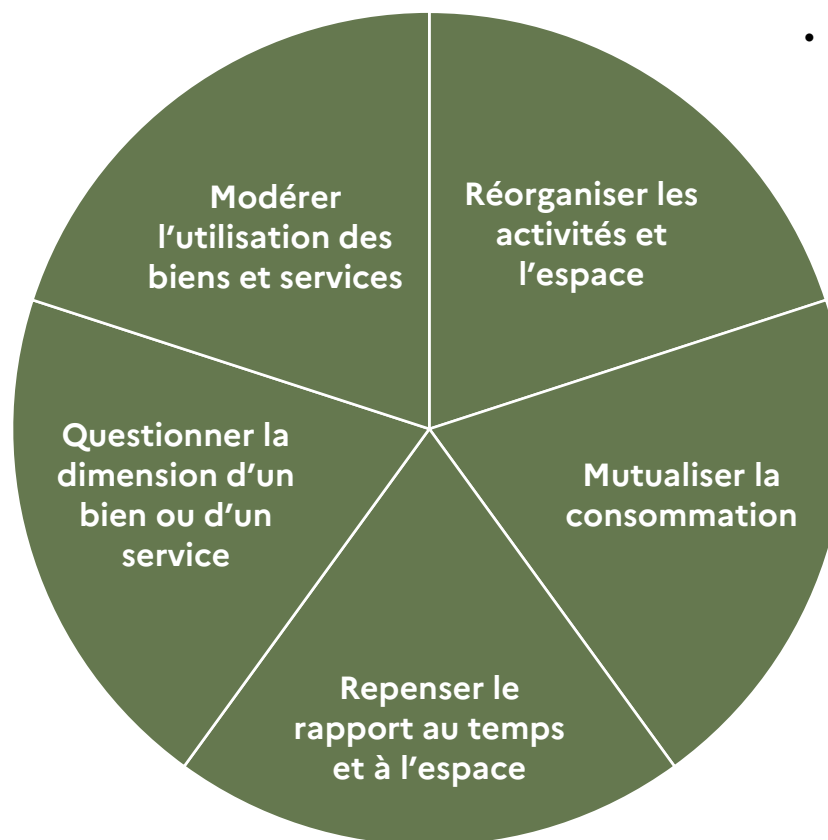 Modérer
l’utilisation des
biens et services
Réorganiser les
activités et
l’espace
Questionner la
dimension d’un
bien ou d’un
service
Mutualiser la
consommation
Repenser le
rapport au temps
et à l’espace